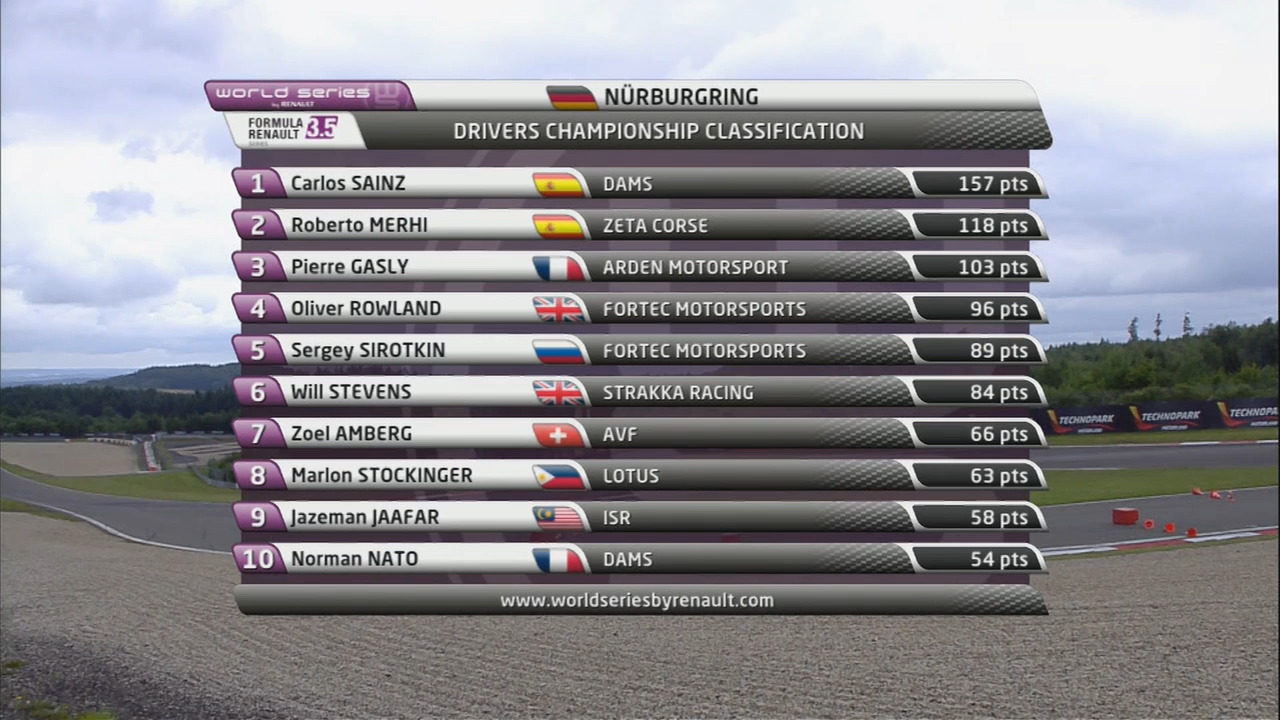 world series
by RENAULT
NÜRBURGRING
FORMULA
RENAULT 3.5
SERIES
DRIVERS CHAMPIONSHIP CLASSIFICATION
1 Carlos SAINZ DAMS 157 pts
2 Roberto MERHI ZETA CORSE 118 pts
3 Pierre GASLY ARDEN MOTORSPORT 103 pts
4 Oliver ROWLAND FORTEC MOTORSPORTS 96 pts
5 Sergey SIROTKIN FORTEC MOTORSPORTS 89 pts
6 Will STEVENS STRAKKA RACING 84 pts
7 Zoel AMBERG AVF 66 pts
8 Marlon STOCKINGER LOTUS 63 pts
9 Jazeman JAAFAR ISR 58 pts
10 Norman NATO DAMS 54 pts
www.worldseriesbyrenault.com
TECHNOPARK TECHNOPARK TECHNOPARK